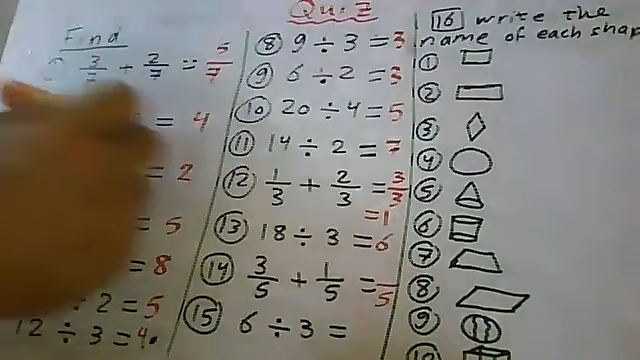 Quiz
Find
3/7 + 2/7 = 5/7
= 4
= 2
= 5
= 8
÷ 2 = 5
12 ÷ 3 = 4.
(8) 9 ÷ 3 = 3
(9) 6 ÷ 2 = 3
(10) 20 ÷ 4 = 5
(11) 14 ÷ 2 = 7
(12) 1/3 + 2/3 = 3/3
= 1
(13) 18 ÷ 3 = 6
(14) 3/5 + 1/5 = /5
(15) 6 ÷ 3 =
16 write the
name of each shap
(1)
(2)
(3)
(4)
(5)
(6)
(7)
(8)
(9)
(10)